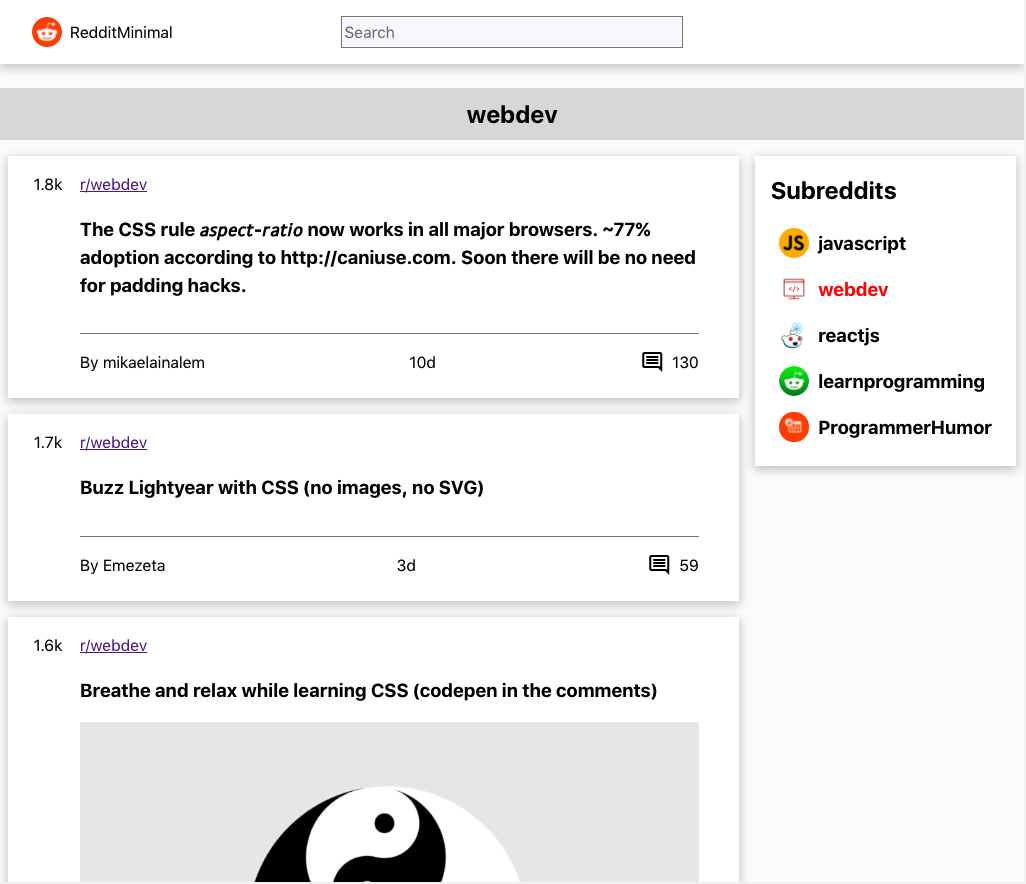 RedditMinimal
Search
webdev
1.8k r/webdev
The CSS rule 𝘢𝘴𝘱𝘦𝘤𝘵-𝘳𝘢𝘵𝘪𝘰 now works in all major browsers. ~77%
adoption according to http://caniuse.com. Soon there will be no need
for padding hacks.
By mikaelainalem 10d 130
1.7k r/webdev
Buzz Lightyear with CSS (no images, no SVG)
By Emezeta 3d 59
1.6k r/webdev
Breathe and relax while learning CSS (codepen in the comments)
Subreddits
JS javascript
</> webdev
reactjs
learnprogramming
ProgrammerHumor